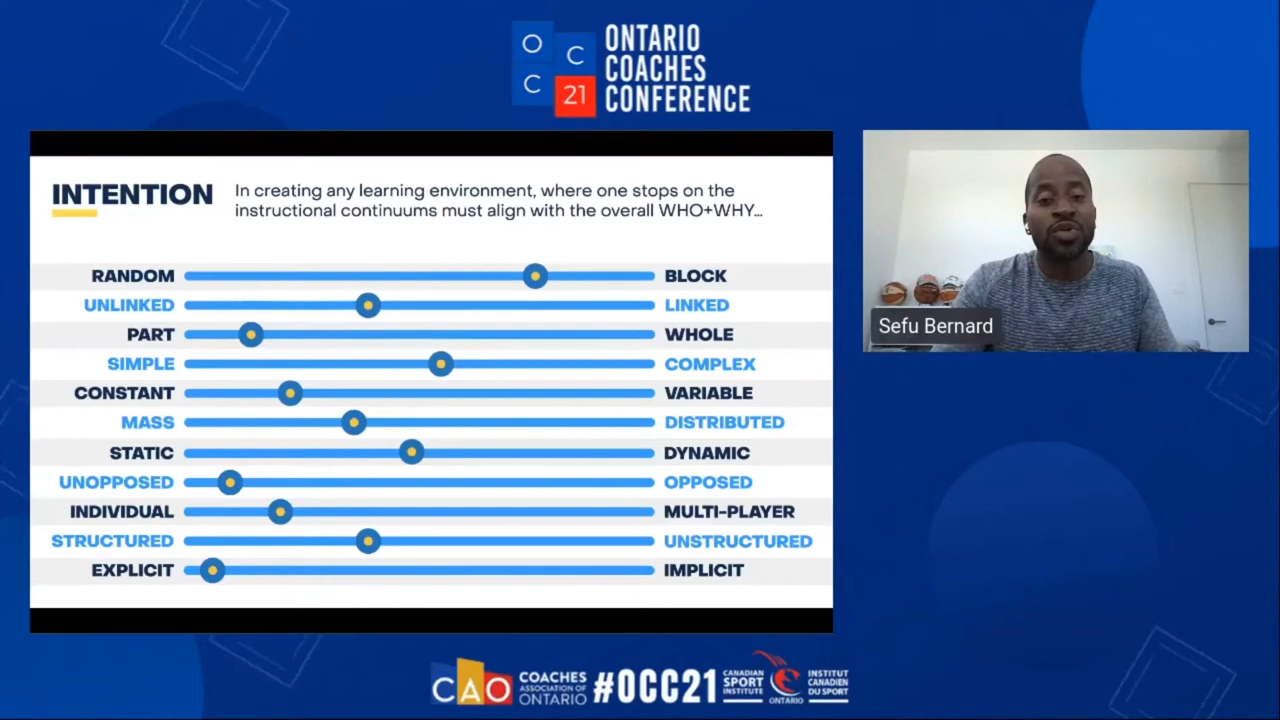 O C ONTARIO
C 21 COACHES
CONFERENCE
INTENTION In creating any learning environment, where one stops on the
instructional continuums must align with the overall WHO+WHY...
RANDOM BLOCK
UNLINKED LINKED
PART WHOLE
SIMPLE COMPLEX
CONSTANT VARIABLE
MASS DISTRIBUTED
STATIC DYNAMIC
UNOPPOSED OPPOSED
INDIVIDUAL MULTI-PLAYER
STRUCTURED UNSTRUCTURED
EXPLICIT IMPLICIT
Sefu Bernard
CAO COACHES
ASSOCIATION OF
ONTARIO
#OCC21
CANADIAN
SPORT
INSTITUTE
ONTARIO
INSTITUT
CANADIEN
DU SPORT